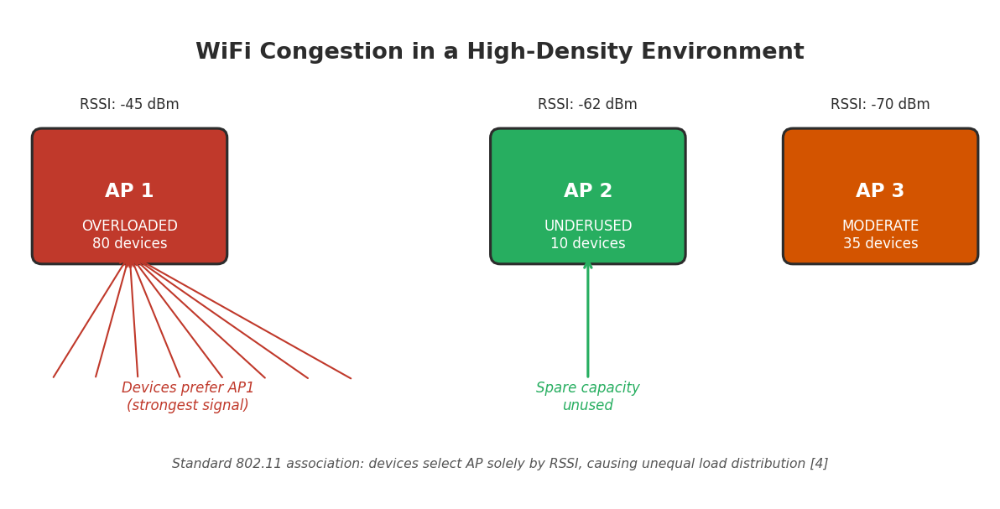 WiFi Congestion in a High-Density Environment
RSSI: -45 dBm
RSSI: -62 dBm
RSSI: -70 dBm
AP 1
OVERLOADED
80 devices
AP 2
UNDERUSED
10 devices
AP 3
MODERATE
35 devices
Devices prefer AP1
(strongest signal)
Spare capacity
unused
Standard 802.11 association: devices select AP solely by RSSI, causing unequal load distribution [4]